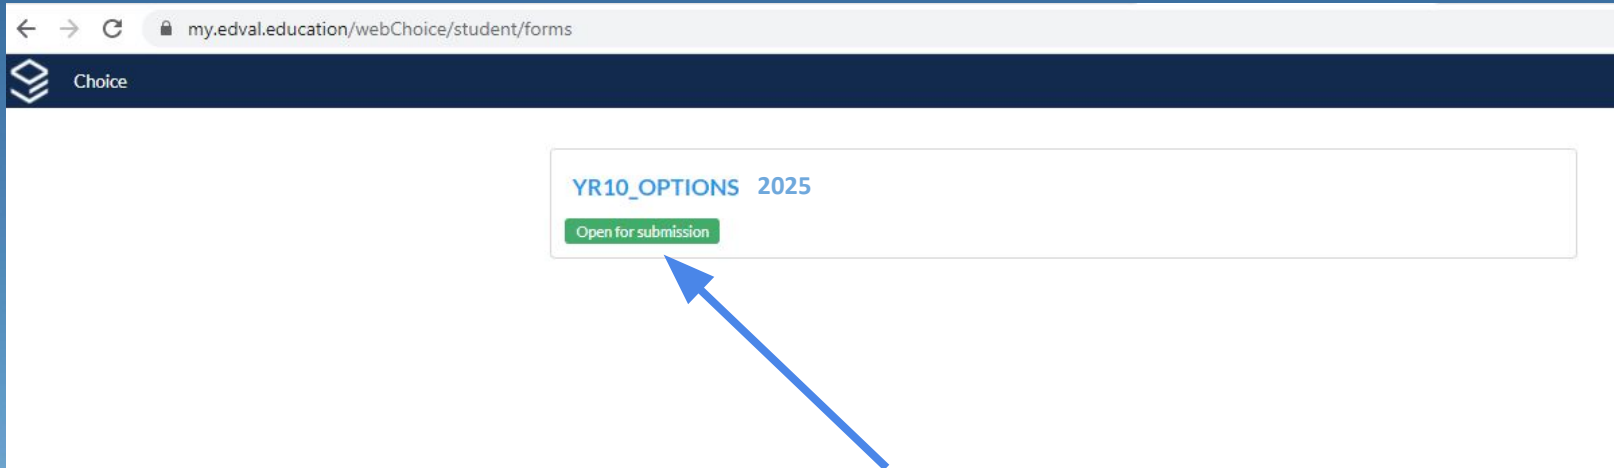 my.edval.education/webChoice/student/forms
Choice
YR10_OPTIONS 2025
Open for submission